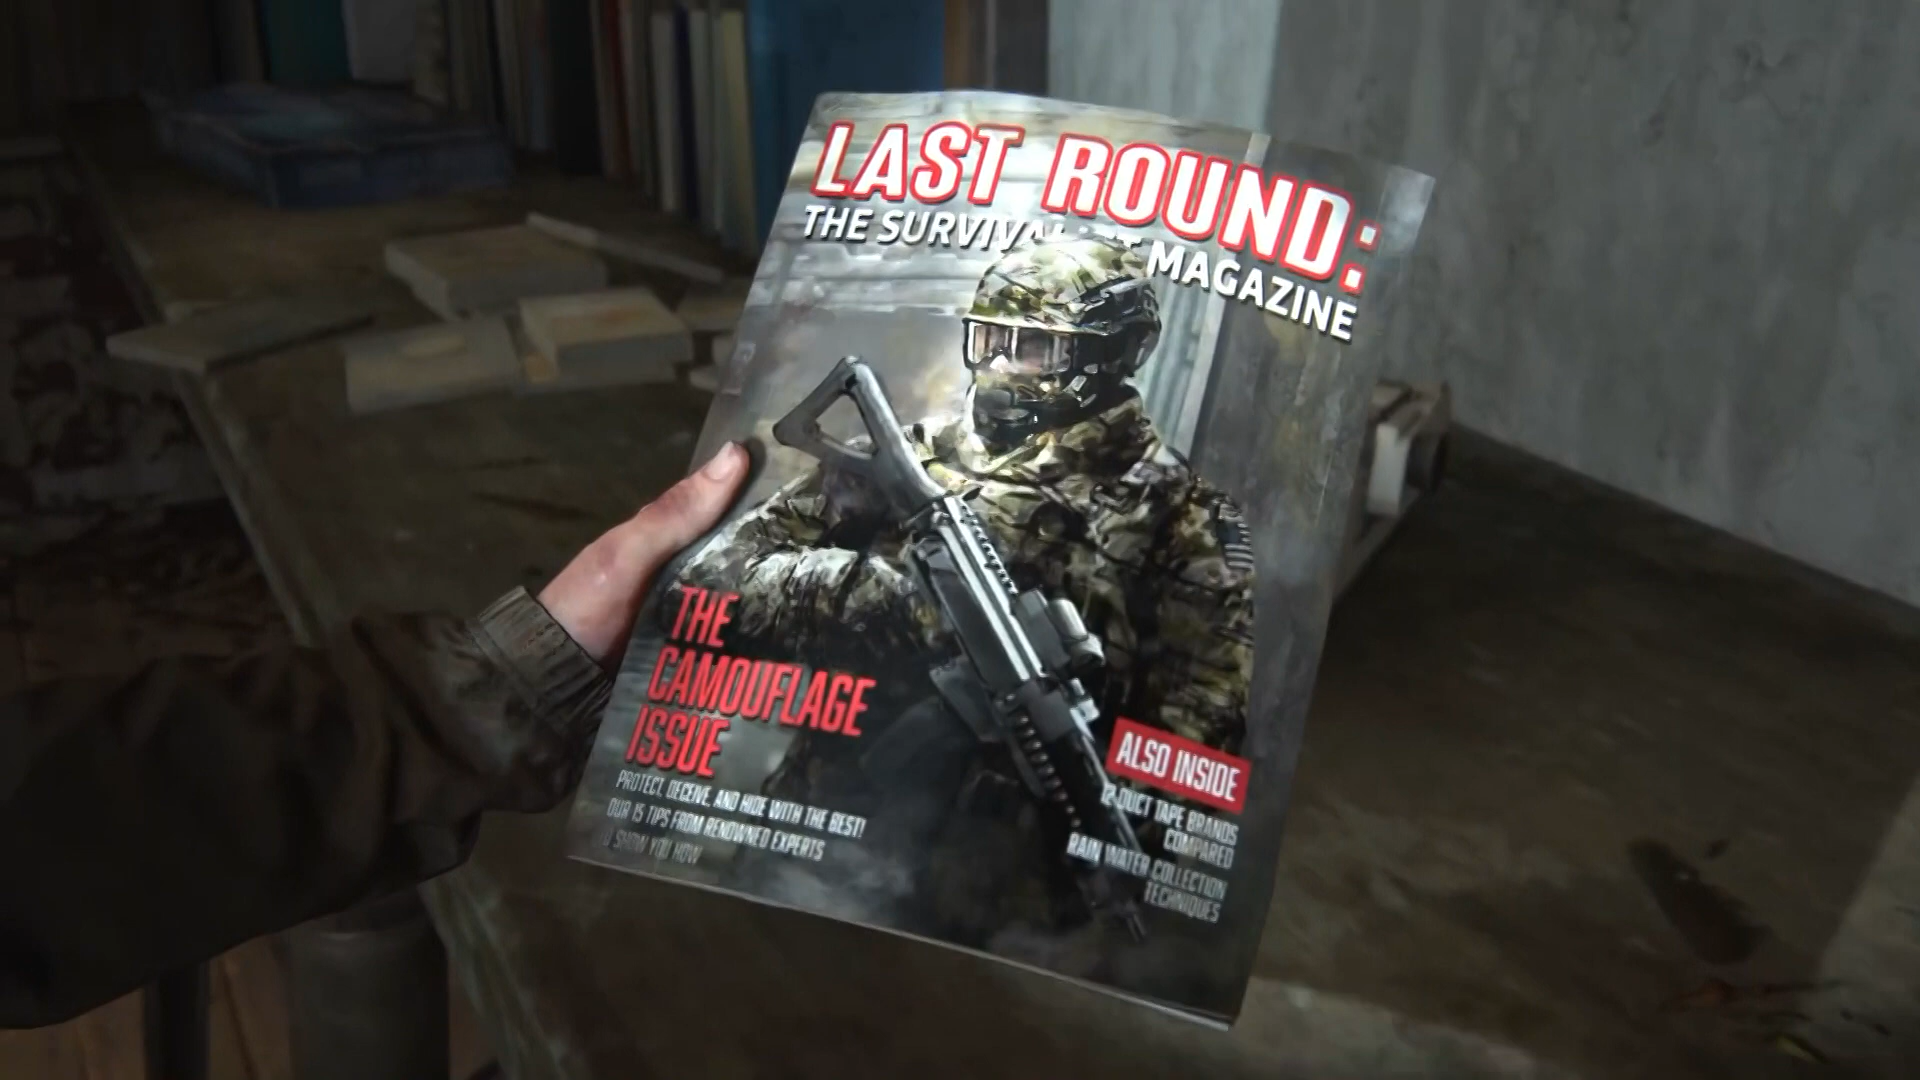 LAST ROUND:
THE SURVIVALIST MAGAZINE
THE
CAMOUFLAGE
ISSUE
PROTECT, DECEIVE, AND HIDE WITH THE BEST!
OUR 15 TIPS FROM RENOWNED EXPERTS
SHOW YOU HOW
ALSO INSIDE
12 DUCT TAPE BRANDS
COMPARED
RAIN WATER COLLECTION
TECHNIQUES